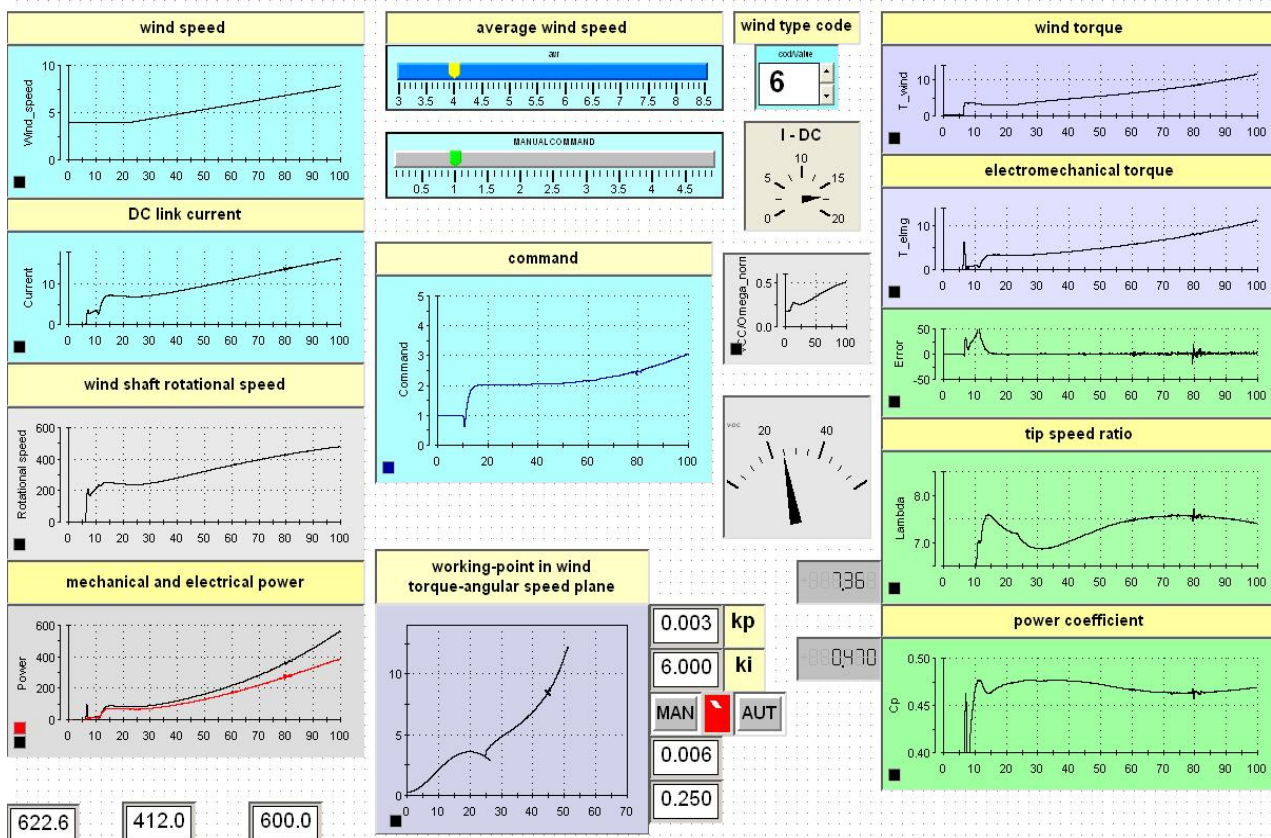 wind speed
Wind_speed
10
5
0
0 10 20 30 40 50 60 70 80 90 100
DC link current
Current
10
0
0 10 20 30 40 50 60 70 80 90 100
wind shaft rotational speed
Rotational speed
600
400
200
0
0 10 20 30 40 50 60 70 80 90 100
mechanical and electrical power
Power
600
400
200
0
0 10 20 30 40 50 60 70 80 90 100
622.6
412.0
600.0
average wind speed
3 3.5 4 4.5 5 5.5 6 6.5 7 7.5 8 8.5
MANUAL COMMAND
0.5 1 1.5 2 2.5 3 3.5 4 4.5
command
Command
5
4
3
2
1
0
0 20 40 60 80 100
working-point in wind
torque-angular speed plane
10
5
0
0 10 20 30 40 50 60 70
0.003 kp
6.000 ki
MAN AUT
0.006
0.250
wind type code
6
I - DC
0 5 10 15 20
VCC/Omega_norm
0.5
0.0
0 50 100
vcc
20 40
7.363
0.470
wind torque
T_wind
10
0
0 10 20 30 40 50 60 70 80 90 100
electromechanical torque
T_elmg
10
0
0 10 20 30 40 50 60 70 80 90 100
Error
50
0
-50
0 10 20 30 40 50 60 70 80 90 100
tip speed ratio
Lambda
8.0
7.0
0 10 20 30 40 50 60 70 80 90 100
power coefficient
Cp
0.50
0.45
0.40
0 10 20 30 40 50 60 70 80 90 100